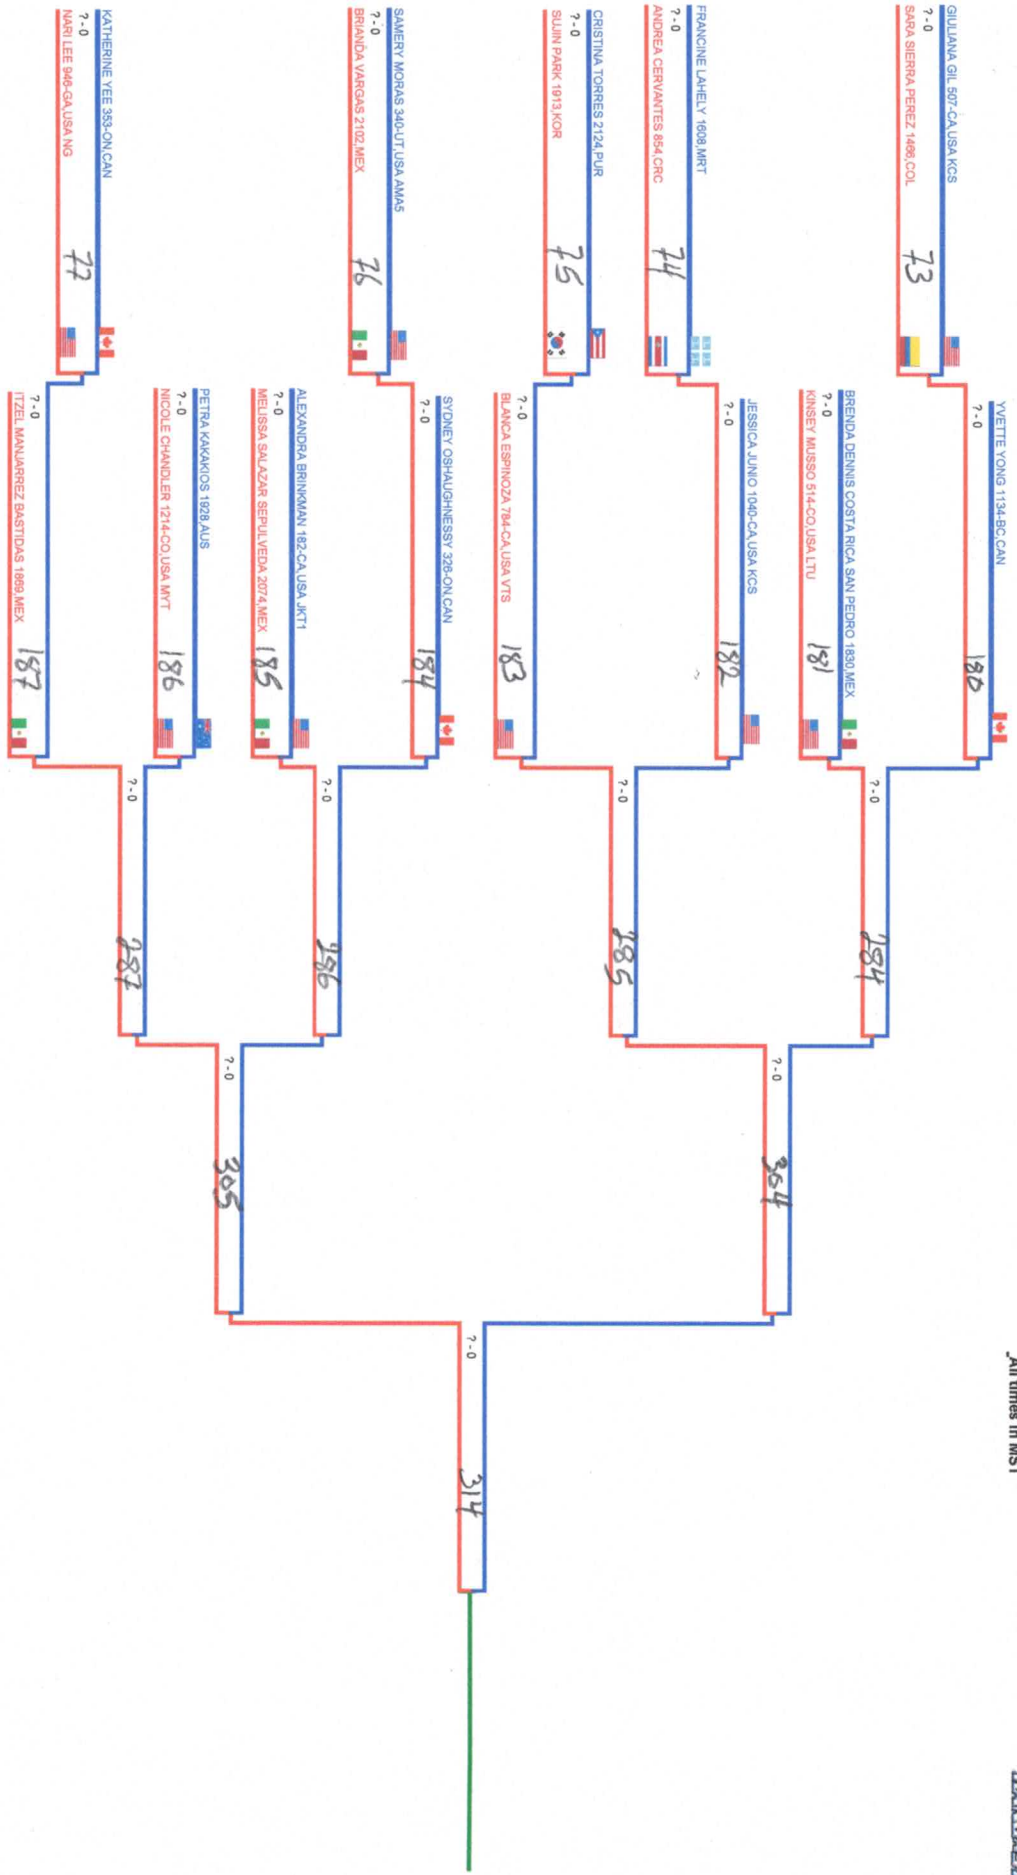 _All times in MST
YVETTE YONG 1134-BC,CAN
? - 0
180
GIULIANA GIL 507-CA,USA KCS
? - 0
SARA SIERRA PEREZ 1466,COL
73
BRENDA DENNIS COSTA RICA SAN PEDRO 1830,MEX
? - 0
KINSEY MUSSO 514-CO,USA LTU
181
JESSICA JUNIO 1040-CA,USA KCS
? - 0
182
FRANCINE LAHELY 1608,MRT
? - 0
ANDREA CERVANTES 854,CRC
74
CRISTINA TORRES 2124,PUR
? - 0
SUJIN PARK 1913,KOR
75
? - 0
BLANCA ESPINOZA 784-CA,USA VTS
183
SYDNEY OSHAUGHNESSY 326-ON,CAN
? - 0
184
SAMERY MORAS 340-UT,USA AMA5
? - 0
BRIANDA VARGAS 2102,MEX
76
ALEXANDRA BRINKMAN 182-CA,USA JKT1
? - 0
MELISSA SALAZAR SEPULVEDA 2074,MEX
185
PETRA KAKAKIOS 1928,AUS
? - 0
NICOLE CHANDLER 1214-CO,USA MYT
186
KATHERINE YEE 353-ON,CAN
? - 0
NARI LEE 946-GA,USA NG
77
? - 0
ITZEL MANJARREZ BASTIDAS 1869,MEX
187
? - 0
284
? - 0
285
? - 0
286
? - 0
287
? - 0
304
? - 0
305
? - 0
314